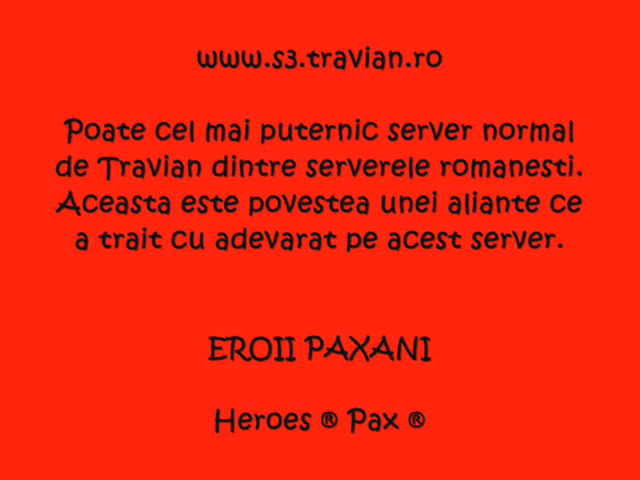 www.s3.travian.ro
Poate cel mai puternic server normal
de Travian dintre serverele romanesti.
Aceasta este povestea unei aliante ce
a trait cu adevarat pe acest server.
EROII PAXANI
Heroes ® Pax ®